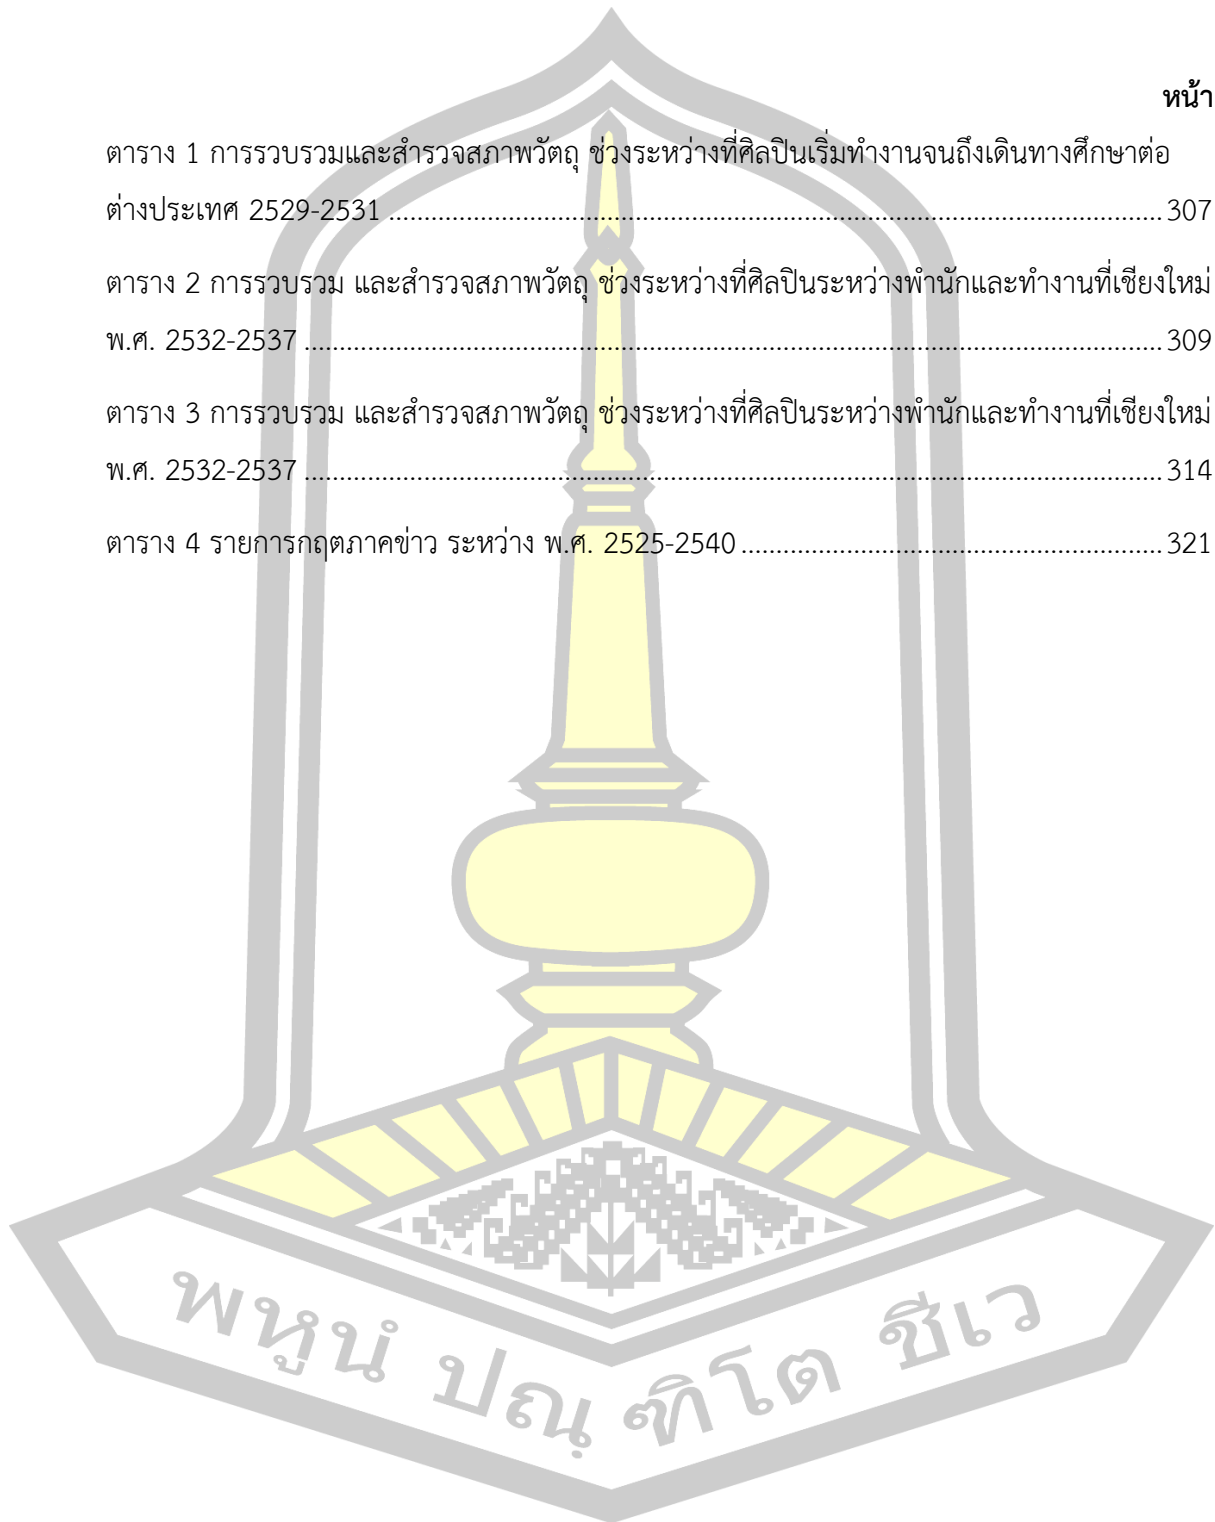 หน้า
ตาราง 1 การรวบรวมและสำรวจสภาพวัตถุ ช่วงระหว่างที่ศิลปินเริ่มทำงานจนถึงเดินทางศึกษาต่อ
ต่างประเทศ 2529-2531 ........................................................................................................ 307
ตาราง 2 การรวบรวม และสำรวจสภาพวัตถุ ช่วงระหว่างที่ศิลปินระหว่างพำนักและทำงานที่เชียงใหม่
พ.ศ. 2532-2537 .................................................................................................................. 309
ตาราง 3 การรวบรวม และสำรวจสภาพวัตถุ ช่วงระหว่างที่ศิลปินระหว่างพำนักและทำงานที่เชียงใหม่
พ.ศ. 2532-2537 .................................................................................................................. 314
ตาราง 4 รายการกฤตภาคข่าว ระหว่าง พ.ศ. 2525-2540 ........................................................ 321
พหูนํ ปณฺ ฑิโต ชีเว